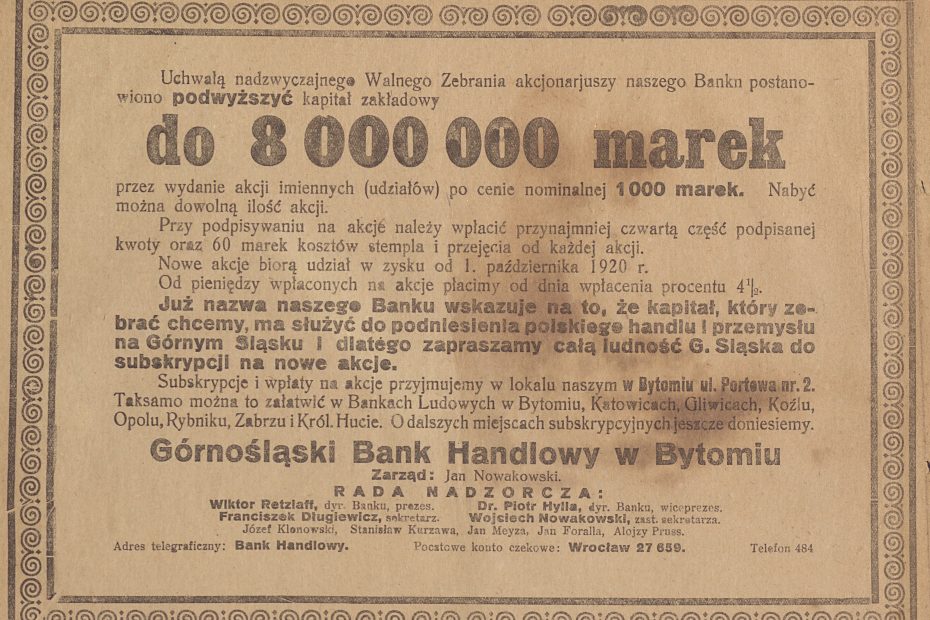 Uchwałą nadzwyczajnego Walnego Zebrania akcjonarjuszy naszego Banku postano-
wiono podwyższyć kapitał zakładowy
do 8 000 000 marek
przez wydanie akcji imiennych (udziałów) po cenie nominalnej 1 000 marek. Nabyć
można dowolną ilość akcji.
Przy podpisywaniu na akcje należy wpłacić przynajmniej czwartą część podpisanej
kwoty oraz 60 marek kosztów stempla i przejęcia od każdej akcji.
Nowe akcje biorą udział w zysku od 1. października 1920 r.
Od pieniędzy wpłaconych na akcje płacimy od dnia wpłacenia procentu 4½.
Już nazwa naszego Banku wskazuje na to, że kapitał, który ze-
brać chcemy, ma służyć do podniesienia polskiego handlu i przemysłu
na Górnym Śląsku i dlatego zapraszamy całą ludność G. Śląska do
subskrypcji na nowe akcje.
Subskrypcje i wpłaty na akcje przyjmujemy w lokalu naszym w Bytomiu ul. Portowa nr. 2.
Taksamo można to załatwić w Bankach Ludowych w Bytomiu, Katowicach, Gliwicach, Koźlu,
Opolu, Rybniku, Zabrzu i Król. Hucie. O dalszych miejscach subskrypcyjnych jeszcze doniesiemy.
Górnośląski Bank Handlowy w Bytomiu
Zarząd: Jan Nowakowski.
RADA NADZORCZA:
Wiktor Retzlaff, dyr. Banku, prezes. Dr. Piotr Hylla, dyr. Banku, wiceprezes.
Franciszek Długiewicz, sekretarz. Wojciech Nowakowski, zast. sekretarza.
Józef Klonowski, Stanisław Kurzawa, Jan Meyza, Jan Foralla, Alojzy Pruss.
Adres telegraficzny: Bank Handlowy. Pocztowe konto czekowe: Wrocław 27 659. Telefon 484